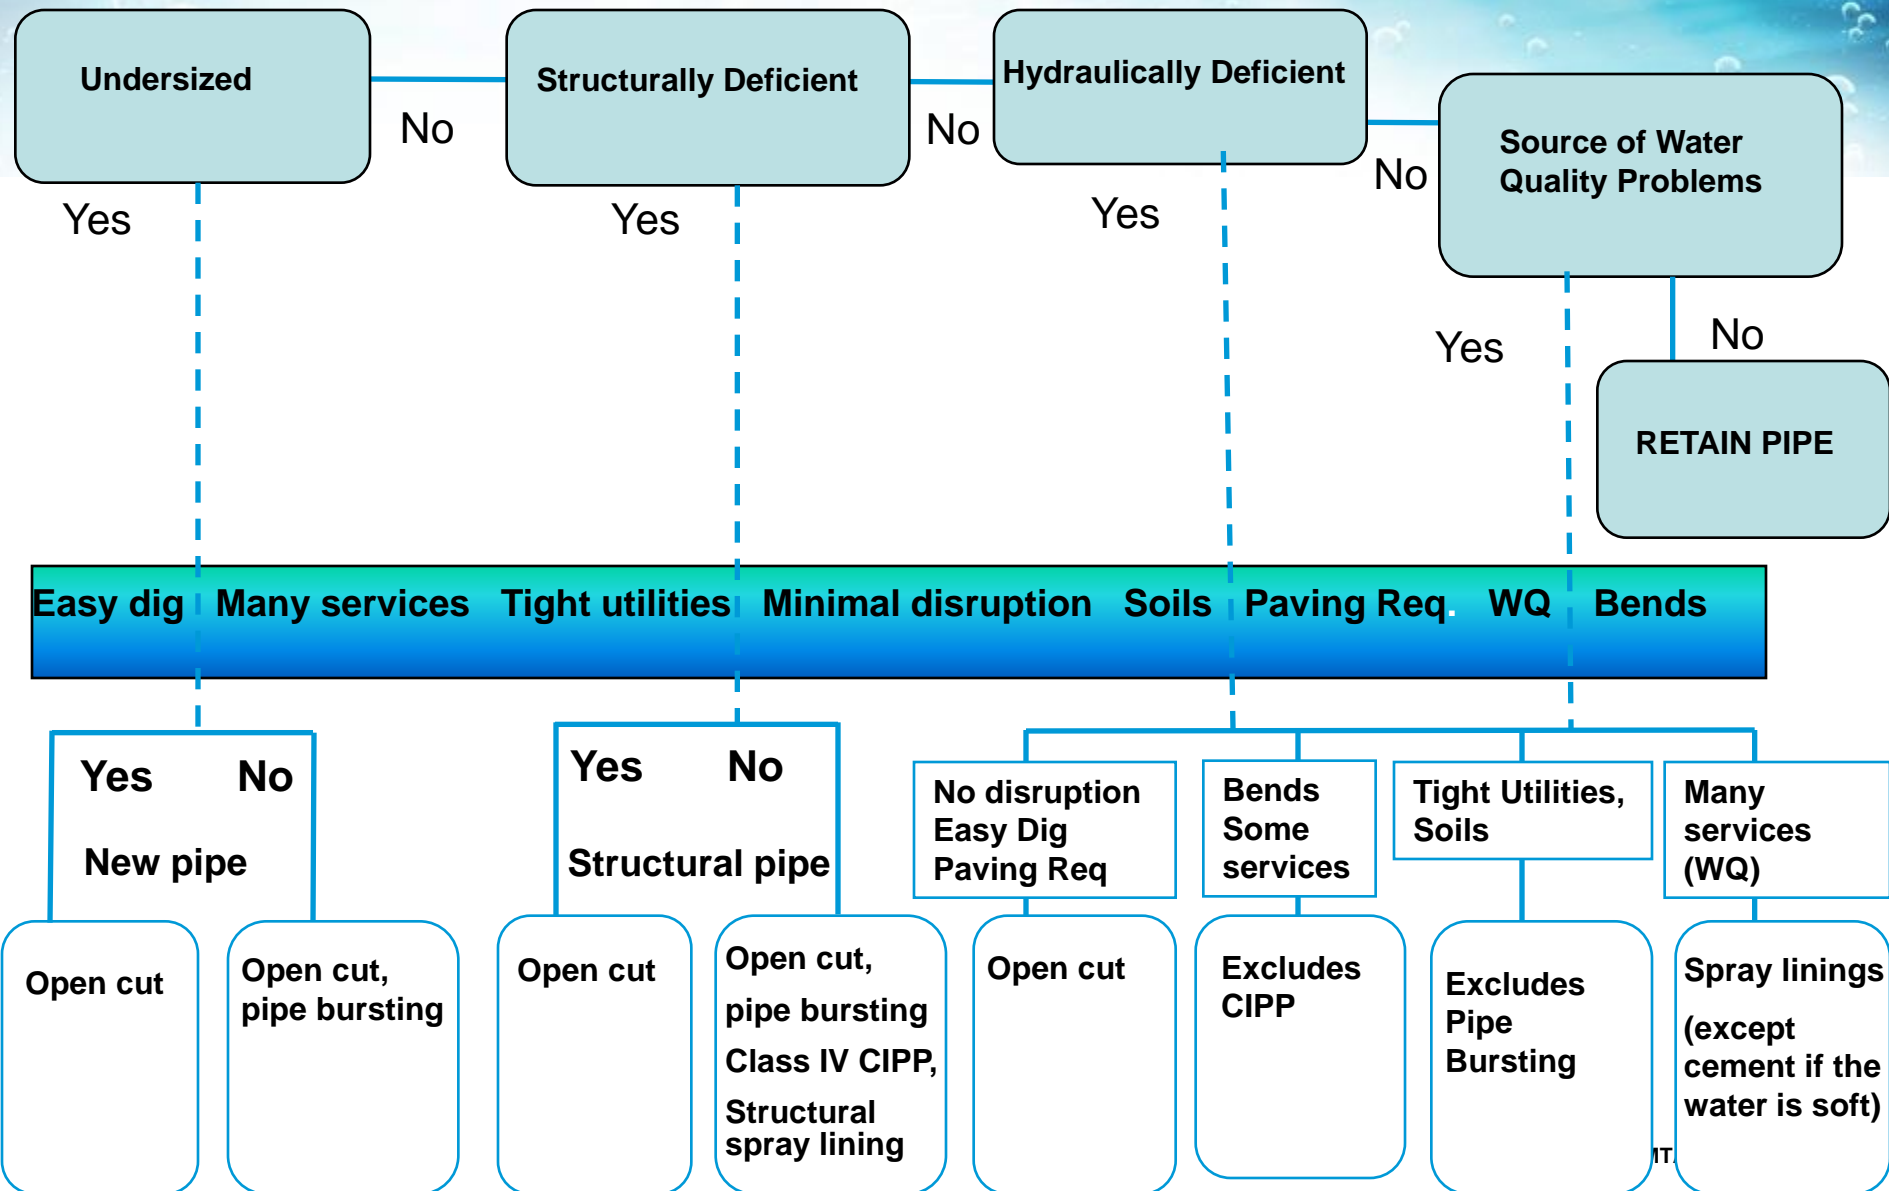 Undersized
Structurally Deficient
Hydraulically Deficient
Source of Water
Quality Problems
No
No
No
Yes
Yes
Yes
Yes
No
RETAIN PIPE
Easy dig Many services Tight utilities Minimal disruption Soils Paving Req. WQ Bends
Yes No
New pipe
Yes No
Structural pipe
No disruption
Easy Dig
Paving Req
Bends
Some
services
Tight Utilities,
Soils
Many
services
(WQ)
Open cut
Open cut,
pipe bursting
Open cut
Open cut,
pipe bursting
Class IV CIPP,
Structural
spray lining
Open cut
Excludes
CIPP
Excludes
Pipe
Bursting
Spray linings
(except
cement if the
water is soft)